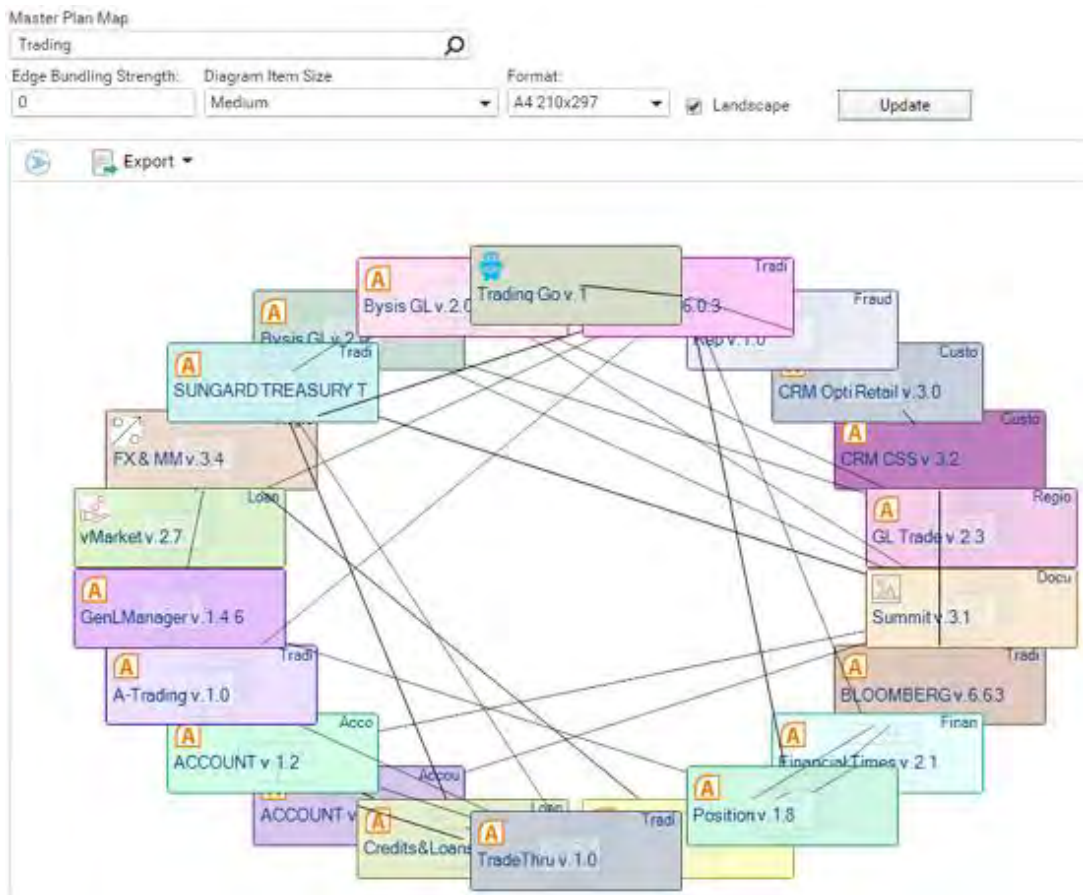 Master Plan Map
Trading
Edge Bundling Strength:
Diagram Item Size
Format:
0
Medium
A4 210x297
Landscape
Update
Export
Trading Go v. 1
Tradi
6.0.3
Bysis GL v. 2.0
Fraud
Rep v. 1.0
Bysis GL v. 2.
Tradi
SUNGARD TREASURY T
Custo
CRM Opti Retail v. 3.0
Custo
CRM CSS v. 3.2
FX & MM v. 3.4
Loan
vMarket v. 2.7
Regio
GL Trade v. 2.3
Docu
Summit v. 3.1
GenLManager v. 1.4.6
Tradi
A-Trading v. 1.0
Tradi
BLOOMBERG v. 6.6.3
Acco
ACCOUNT v. 1.2
Finan
Financial Times v. 2.1
Accou
ACCOUNT v
Position v. 1.8
Loan
Credits&Loans
Tradi
TradeThru v. 1.0